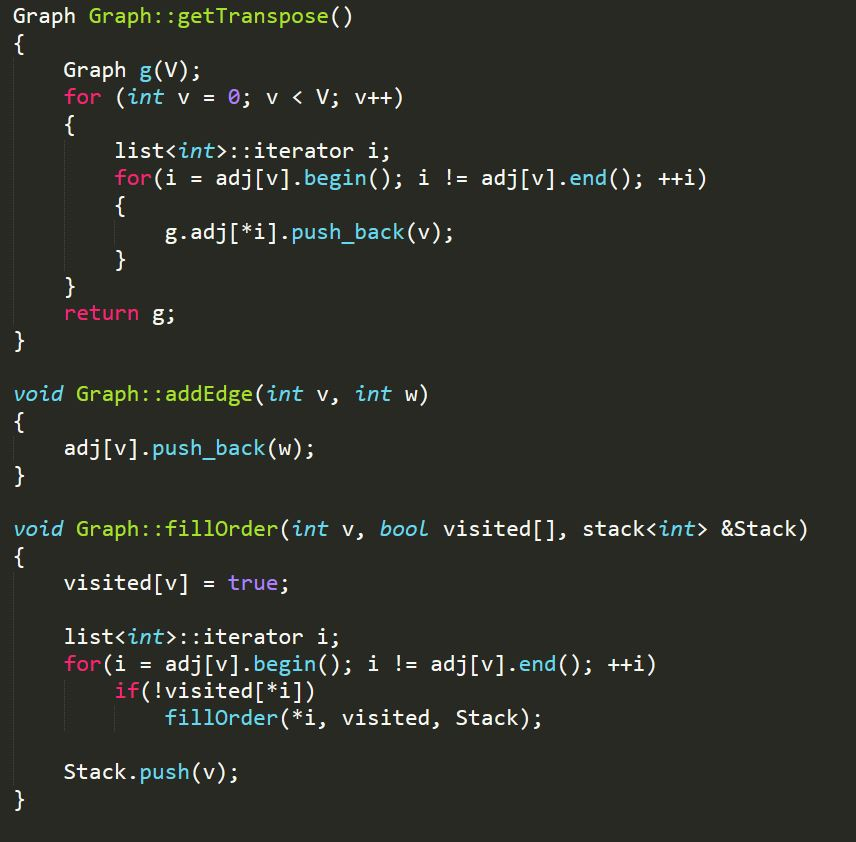 Graph Graph::getTranspose()
{
    Graph g(V);
    for (int v = 0; v < V; v++)
    {
        list<int>::iterator i;
        for(i = adj[v].begin(); i != adj[v].end(); ++i)
        {
            g.adj[*i].push_back(v);
        }
    }
    return g;
}

void Graph::addEdge(int v, int w)
{
    adj[v].push_back(w);
}

void Graph::fillOrder(int v, bool visited[], stack<int> &Stack)
{
    visited[v] = true;

    list<int>::iterator i;
    for(i = adj[v].begin(); i != adj[v].end(); ++i)
        if(!visited[*i])
            fillOrder(*i, visited, Stack);

    Stack.push(v);
}